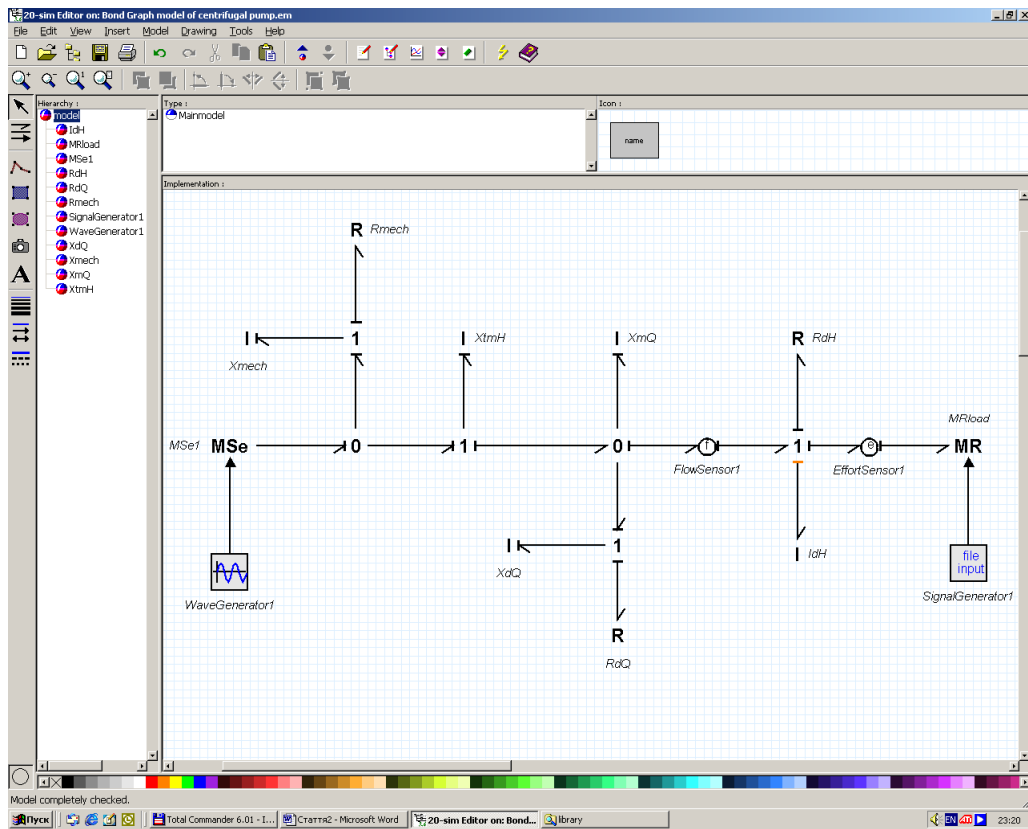 20-sim Editor on: Bond Graph model of centrifugal pump.em
File Edit View Insert Model Drawing Tools Help
Hierarchy :
model
IdH
MRload
MSe1
RdH
RdQ
Rmech
SignalGenerator1
WaveGenerator1
XdQ
Xmech
XmQ
XtmH
Type :
Mainmodel
Icon :
name
Implementation :
R Rmech
I 1 I XtmH I XmQ R RdH
Xmech
MRload
MSe1 MSe 0 1 0 f 1 e MR
FlowSensor1 EffortSensor1
I 1 I IdH
XdQ
file
input
WaveGenerator1 SignalGenerator1
R
RdQ
A
Model completely checked.
Пуск Total Commander 6.01 - I... Стаття2 - Microsoft Word 20-sim Editor on: Bond... library EN 23:20